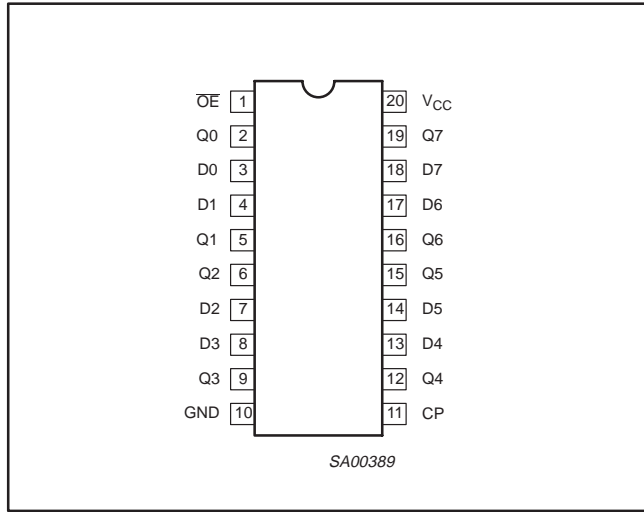 O̅E̅ 1 20 VCC
Q0 2 19 Q7
D0 3 18 D7
D1 4 17 D6
Q1 5 16 Q6
Q2 6 15 Q5
D2 7 14 D5
D3 8 13 D4
Q3 9 12 Q4
GND 10 11 CP
SA00389